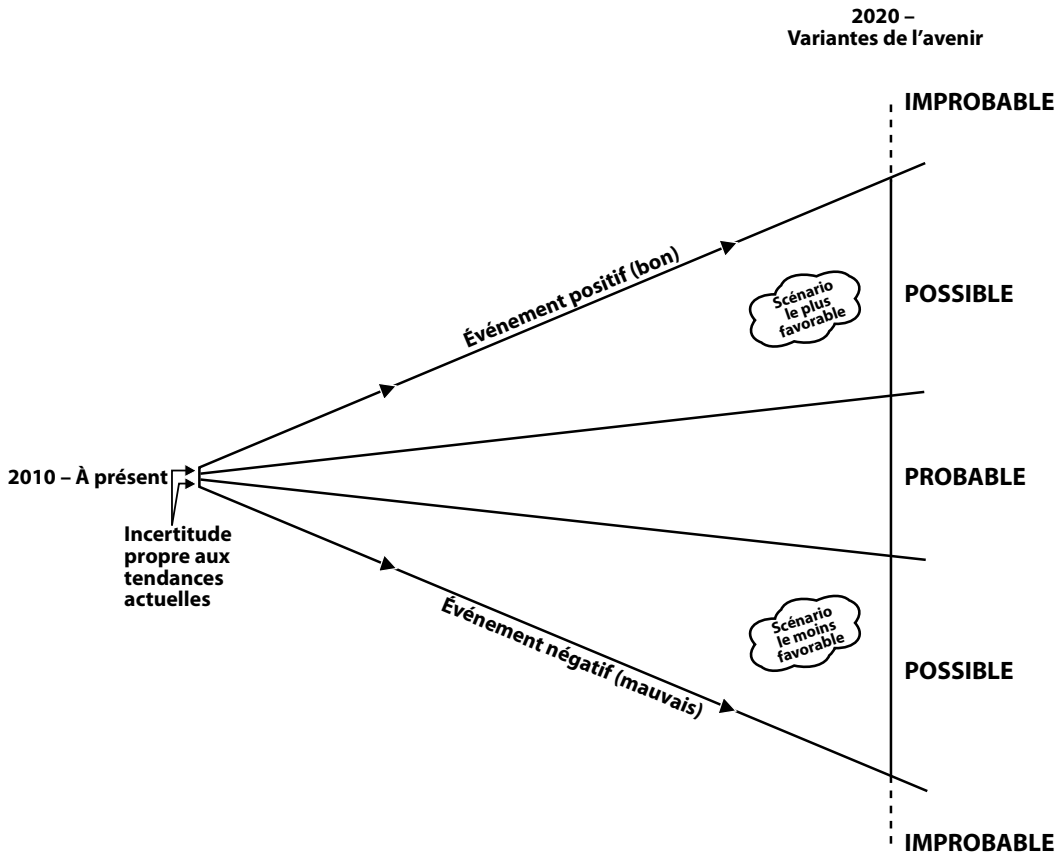 2020 –
Variantes de l’avenir
IMPROBABLE
Événement positif (bon)
Scénario
le plus
favorable
POSSIBLE
2010 – À présent
PROBABLE
Incertitude
propre aux
tendances
actuelles
Événement négatif (mauvais)
Scénario
le moins
favorable
POSSIBLE
IMPROBABLE